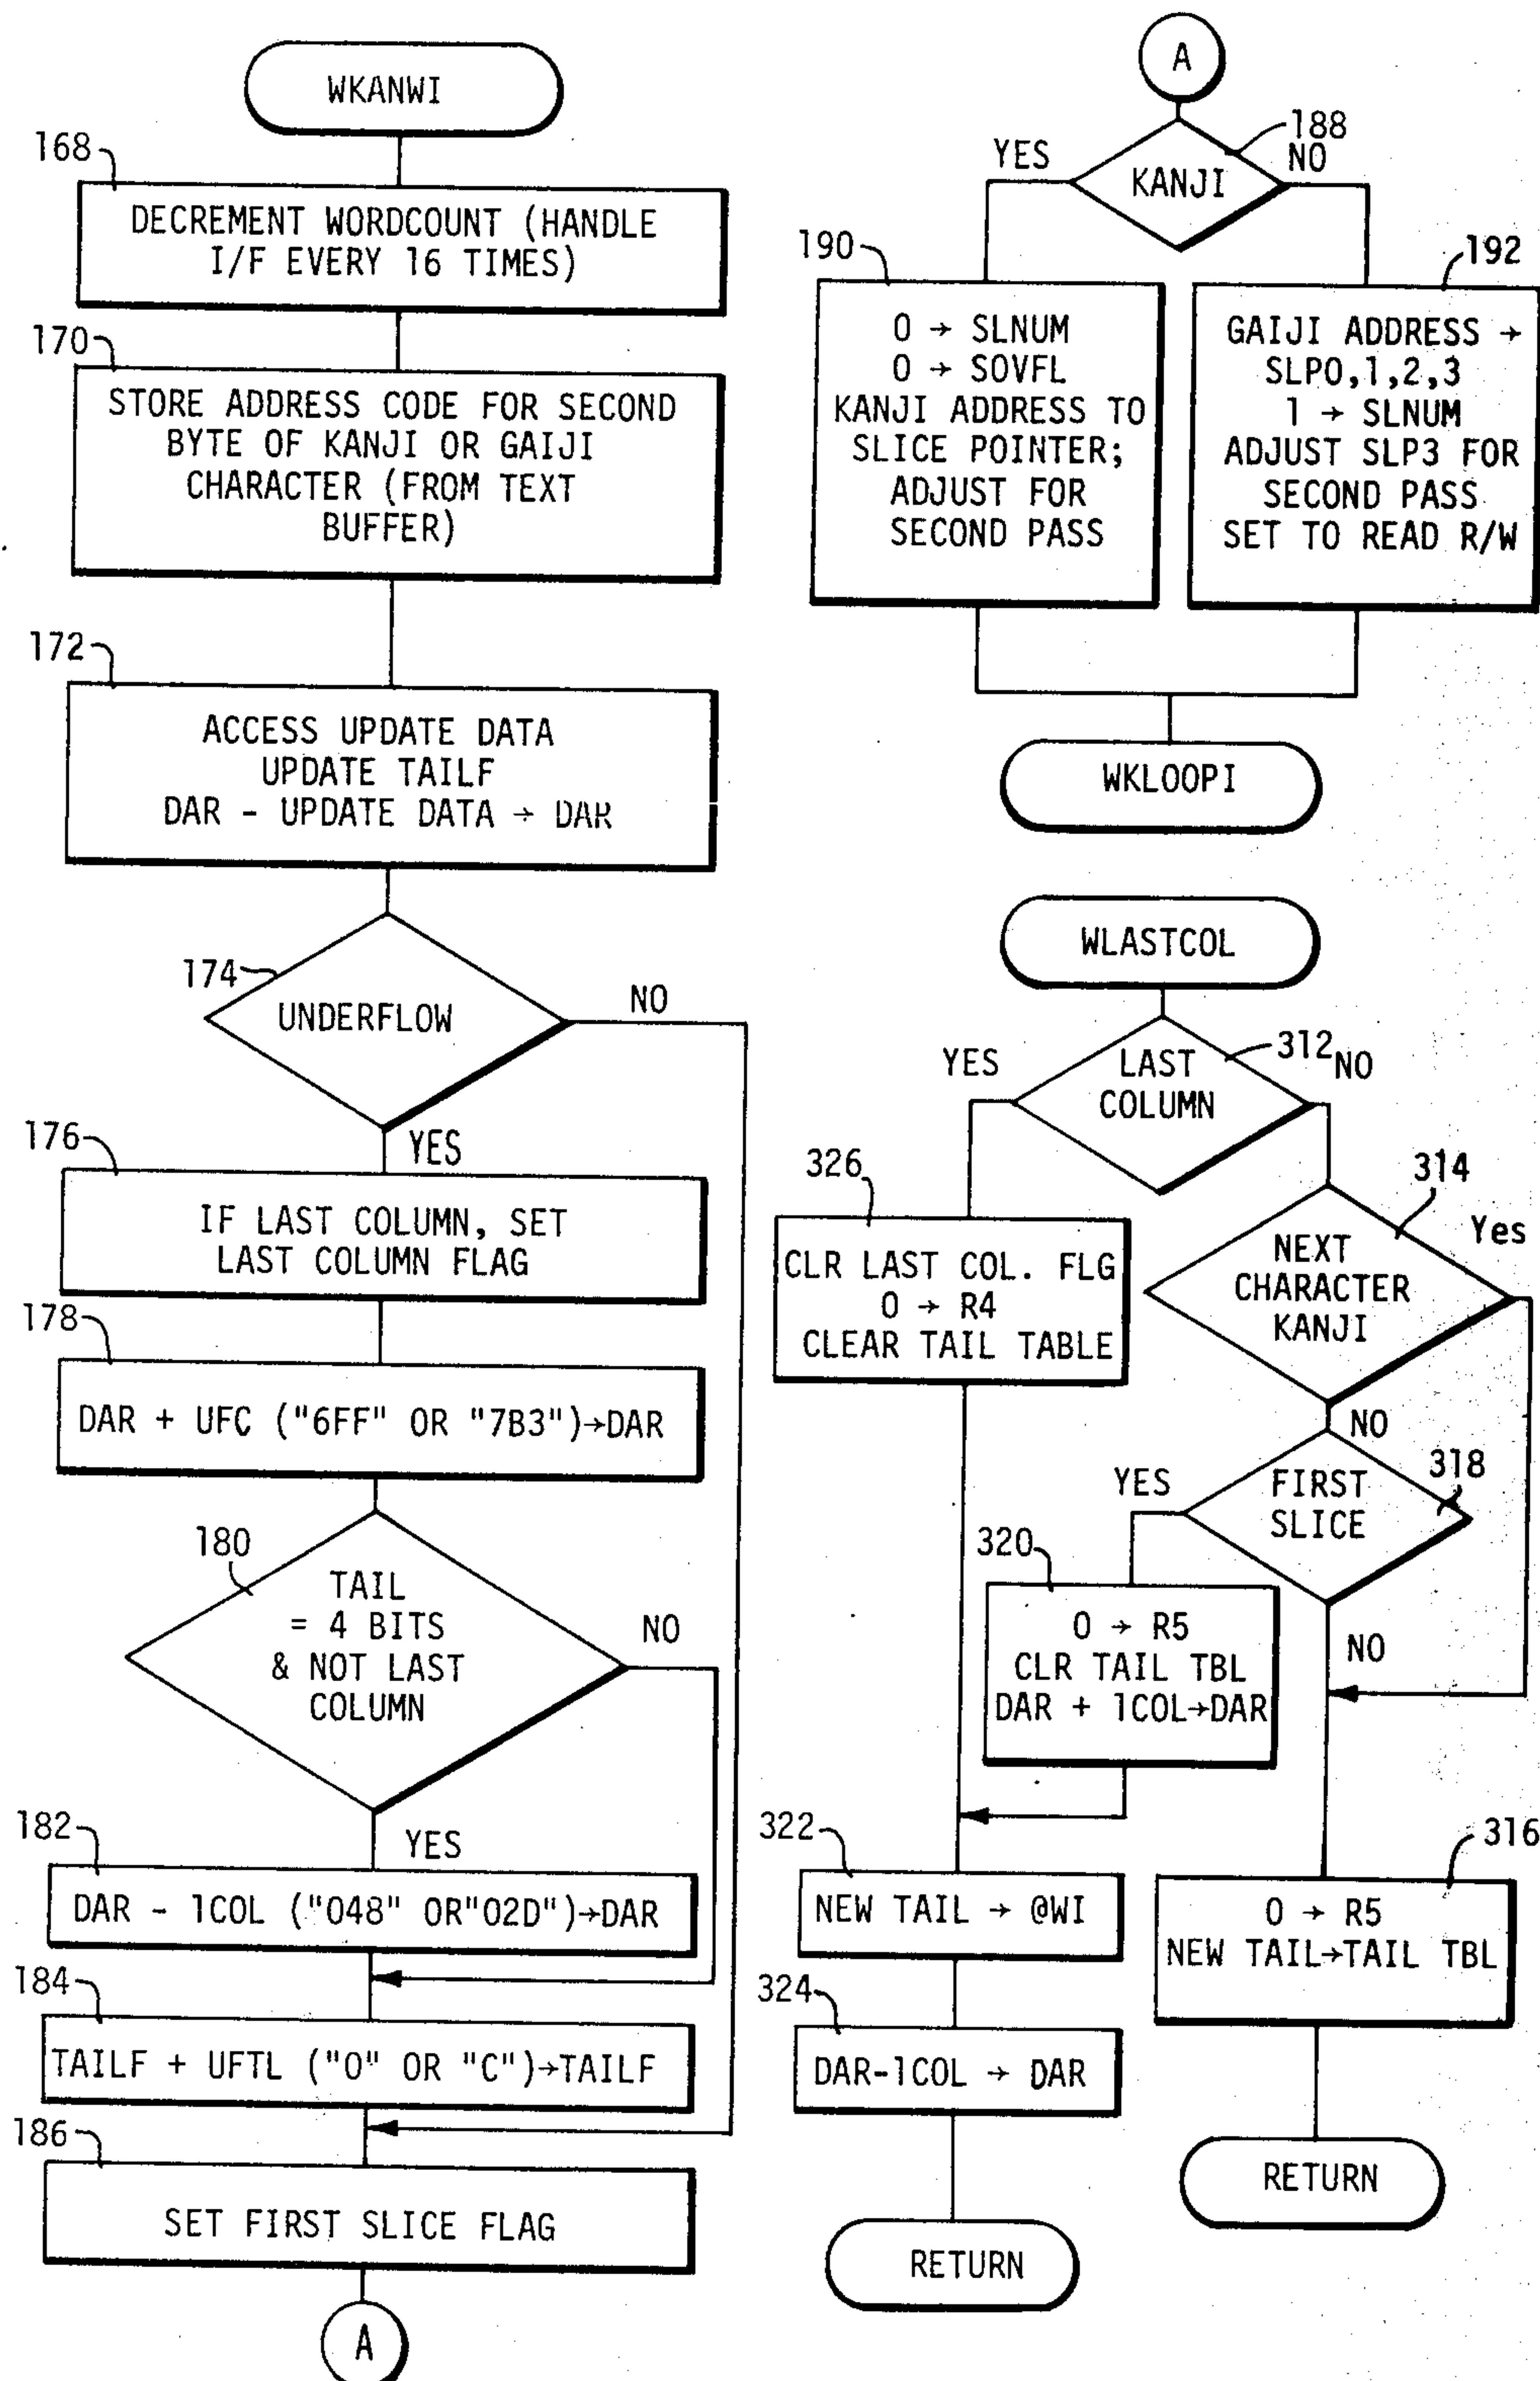 WKANWI
168
DECREMENT WORDCOUNT (HANDLE
I/F EVERY 16 TIMES)
170
STORE ADDRESS CODE FOR SECOND
BYTE OF KANJI OR GAIJI
CHARACTER (FROM TEXT
BUFFER)
172
ACCESS UPDATE DATA
UPDATE TAILF
DAR - UPDATE DATA → DAR
174
UNDERFLOW
NO
YES
176
IF LAST COLUMN, SET
LAST COLUMN FLAG
178
DAR + UFC ("6FF" OR "7B3")→DAR
180
TAIL
= 4 BITS
& NOT LAST
COLUMN
NO
YES
182
DAR - 1COL ("048" OR"02D")→DAR
184
TAILF + UFTL ("0" OR "C")→TAILF
186
SET FIRST SLICE FLAG
A
A
188
YES
NO
KANJI
190
0 → SLNUM
0 → SOVFL
KANJI ADDRESS TO
SLICE POINTER;
ADJUST FOR
SECOND PASS
192
GAIJI ADDRESS →
SLP0,1,2,3
1 → SLNUM
ADJUST SLP3 FOR
SECOND PASS
SET TO READ R/W
WKLOOPI
WLASTCOL
312
YES
NO
LAST
COLUMN
326
CLR LAST COL. FLG
0 → R4
CLEAR TAIL TABLE
314
Yes
NEXT
CHARACTER
KANJI
NO
318
YES
FIRST
SLICE
NO
320
0 → R5
CLR TAIL TBL
DAR + 1COL→DAR
322
NEW TAIL → @WI
324
DAR-1COL → DAR
RETURN
316
0 → R5
NEW TAIL→TAIL TBL
RETURN